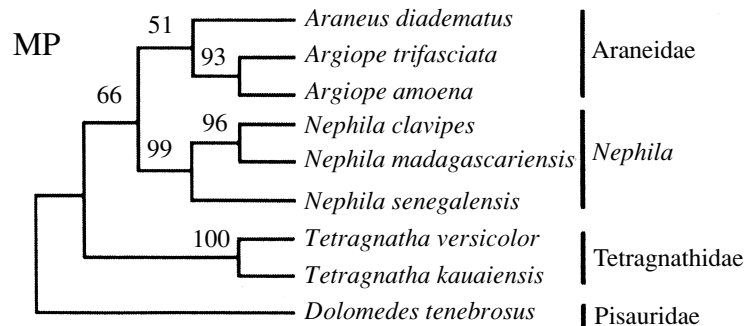 MP
51
93
66
96
99
100
Araneus diadematus
Argiope trifasciata
Argiope amoena
Nephila clavipes
Nephila madagascariensis
Nephila senegalensis
Tetragnatha versicolor
Tetragnatha kauaiensis
Dolomedes tenebrosus
Araneidae
Nephila
Tetragnathidae
Pisauridae